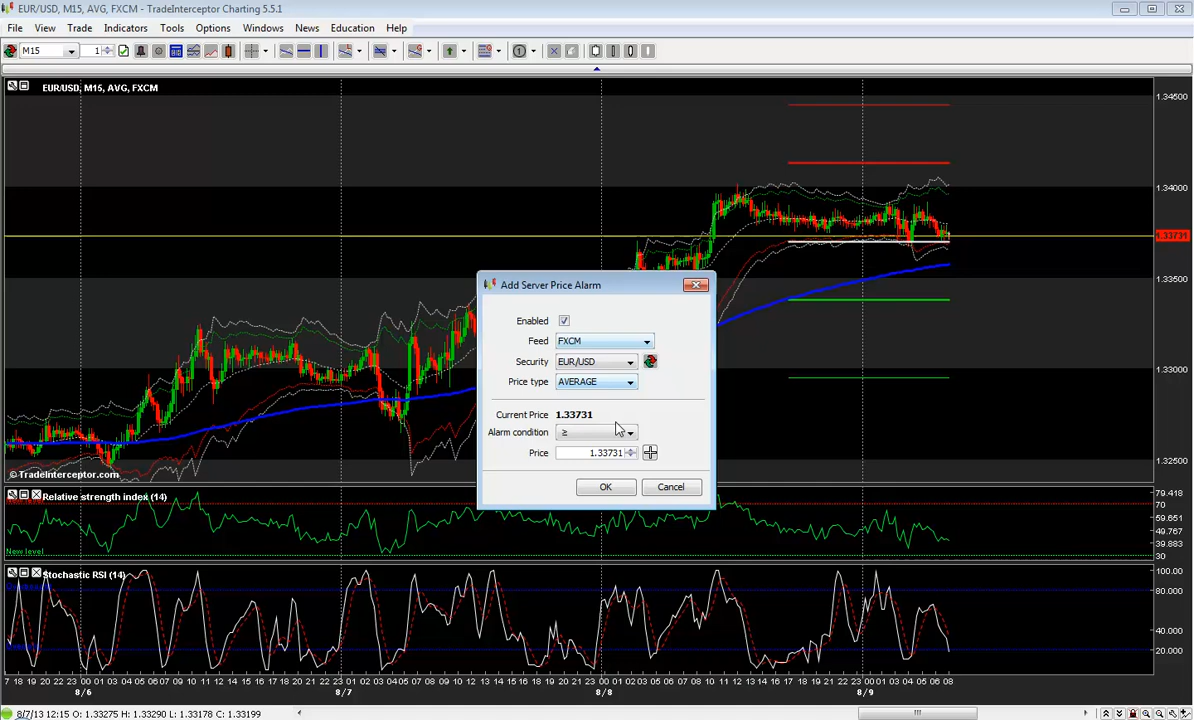 EUR/USD, M15, AVG, FXCM - TradeInterceptor Charting 5.5.1
File View Trade Indicators Tools Options Windows News Education Help
M15 1
EUR/USD, M15, AVG, FXCM
1.34500
1.34000
1.33731
1.33500
1.33000
1.32500
Add Server Price Alarm
Enabled
Feed FXCM
Security EUR/USD
Price type AVERAGE
Current Price 1.33731
Alarm condition ≥
Price 1.33731
OK Cancel
© TradeInterceptor.com
Relative strength index (14)
79.418
70
59.651
49.767
39.883
30
New level
Stochastic RSI (14)
100.00
80.000
40.000
20.000
8/6 8/7 8/8 8/9
8/7/13 12:15 O: 1.33275 H: 1.33290 L: 1.33178 C: 1.33199